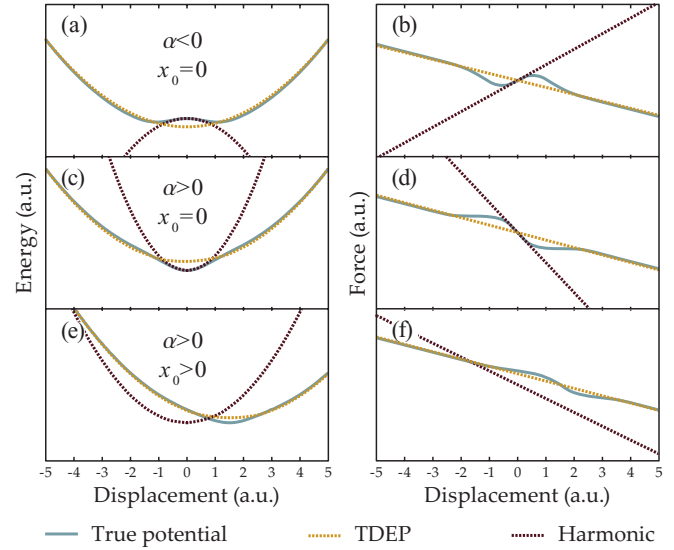 (a)
α<0
x₀=0
(b)
(c)
α>0
x₀=0
(d)
(e)
α>0
x₀>0
(f)
Energy (a.u.)
Force (a.u.)
-5 -4 -3 -2 -1 0 1 2 3 4 5
-5 -4 -3 -2 -1 0 1 2 3 4 5
Displacement (a.u.)
Displacement (a.u.)
True potential
TDEP
Harmonic